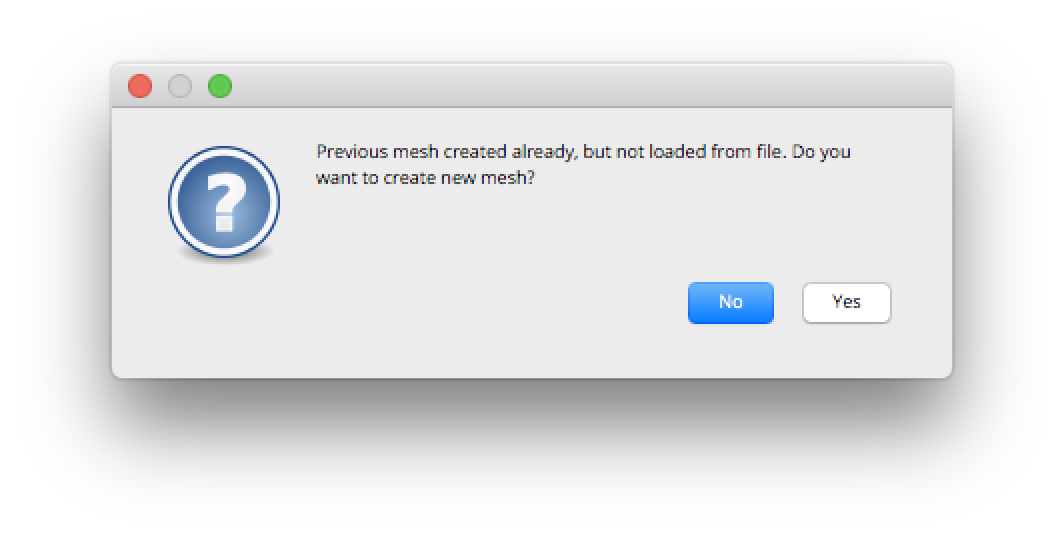 Previous mesh created already, but not loaded from file. Do you
want to create new mesh?
No
Yes